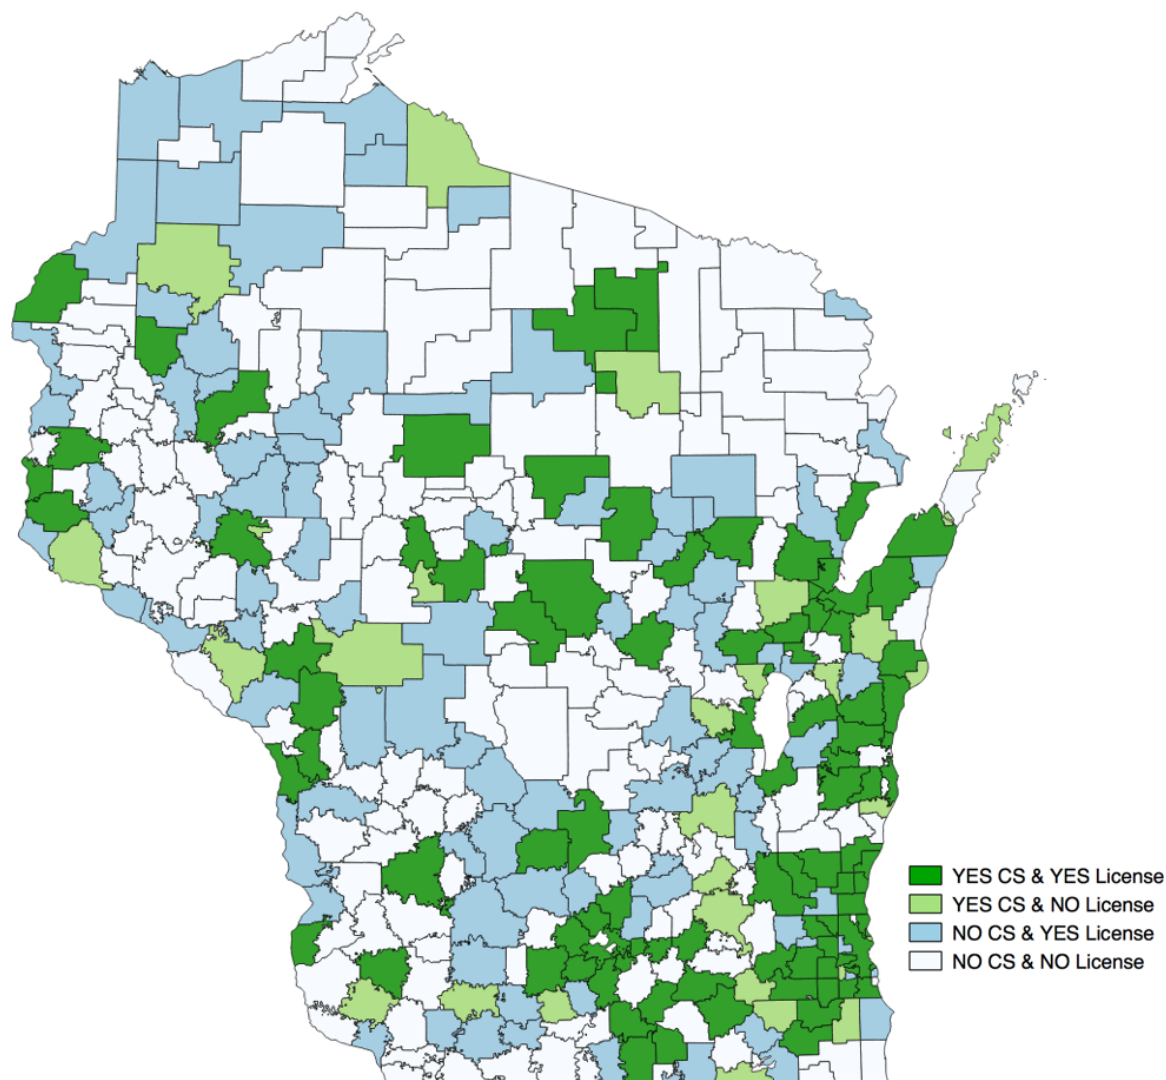 YES CS & YES License
YES CS & NO License
NO CS & YES License
NO CS & NO License